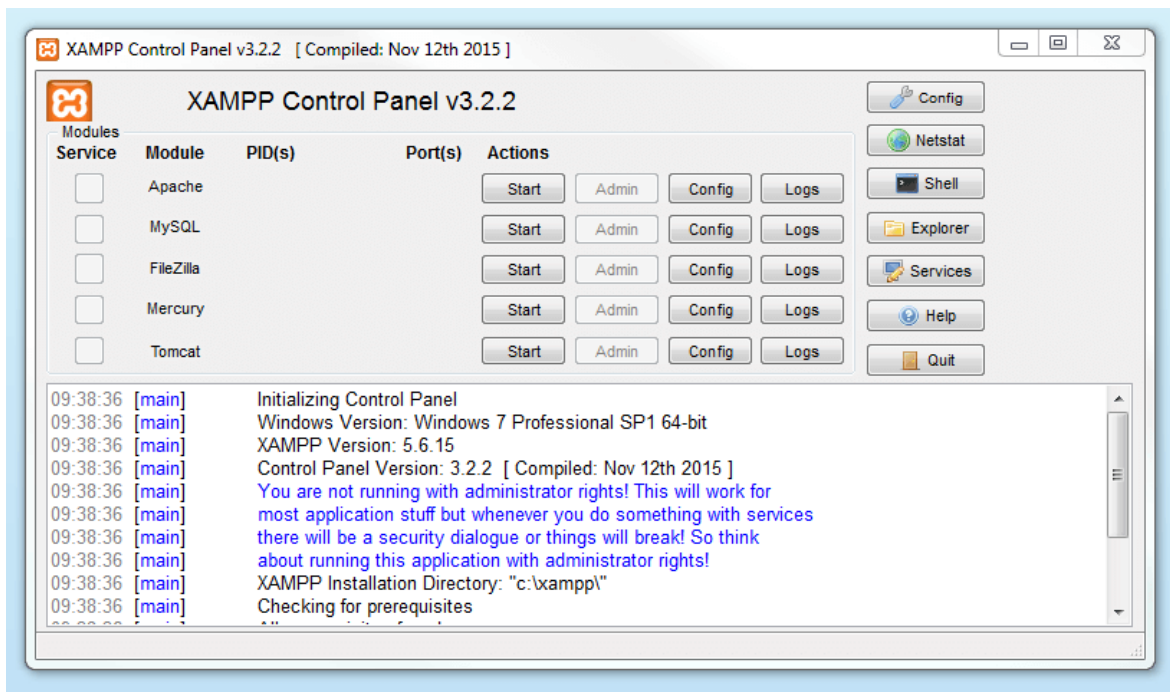 XAMPP Control Panel v3.2.2 [ Compiled: Nov 12th 2015 ]
XAMPP Control Panel v3.2.2
Modules
Service Module PID(s) Port(s) Actions
Apache Start Admin Config Logs
MySQL Start Admin Config Logs
FileZilla Start Admin Config Logs
Mercury Start Admin Config Logs
Tomcat Start Admin Config Logs
Config
Netstat
Shell
Explorer
Services
Help
Quit
09:38:36 [main] Initializing Control Panel
09:38:36 [main] Windows Version: Windows 7 Professional SP1 64-bit
09:38:36 [main] XAMPP Version: 5.6.15
09:38:36 [main] Control Panel Version: 3.2.2 [ Compiled: Nov 12th 2015 ]
09:38:36 [main] You are not running with administrator rights! This will work for
09:38:36 [main] most application stuff but whenever you do something with services
09:38:36 [main] there will be a security dialogue or things will break! So think
09:38:36 [main] about running this application with administrator rights!
09:38:36 [main] XAMPP Installation Directory: "c:\xampp\"
09:38:36 [main] Checking for prerequisites